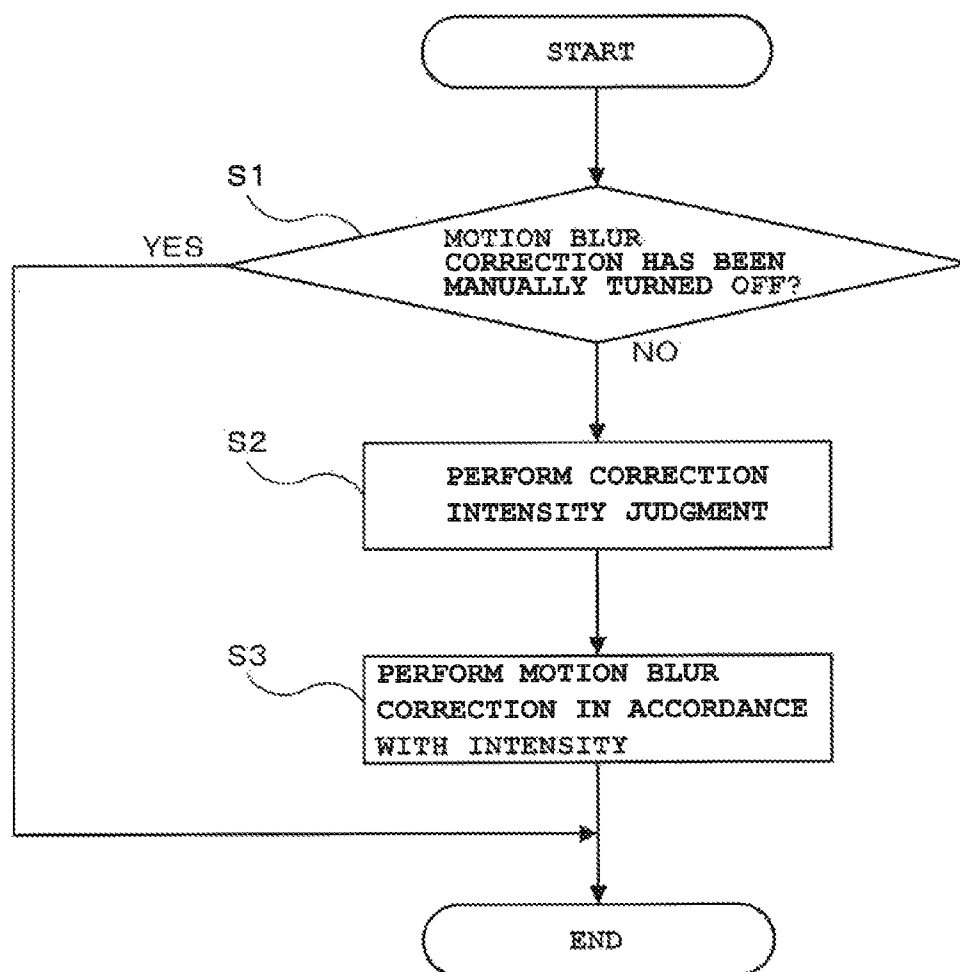 START
S1
YES
MOTION BLUR
CORRECTION HAS BEEN
MANUALLY TURNED OFF?
NO
S2
PERFORM CORRECTION
INTENSITY JUDGMENT
S3
PERFORM MOTION BLUR
CORRECTION IN ACCORDANCE
WITH INTENSITY
END